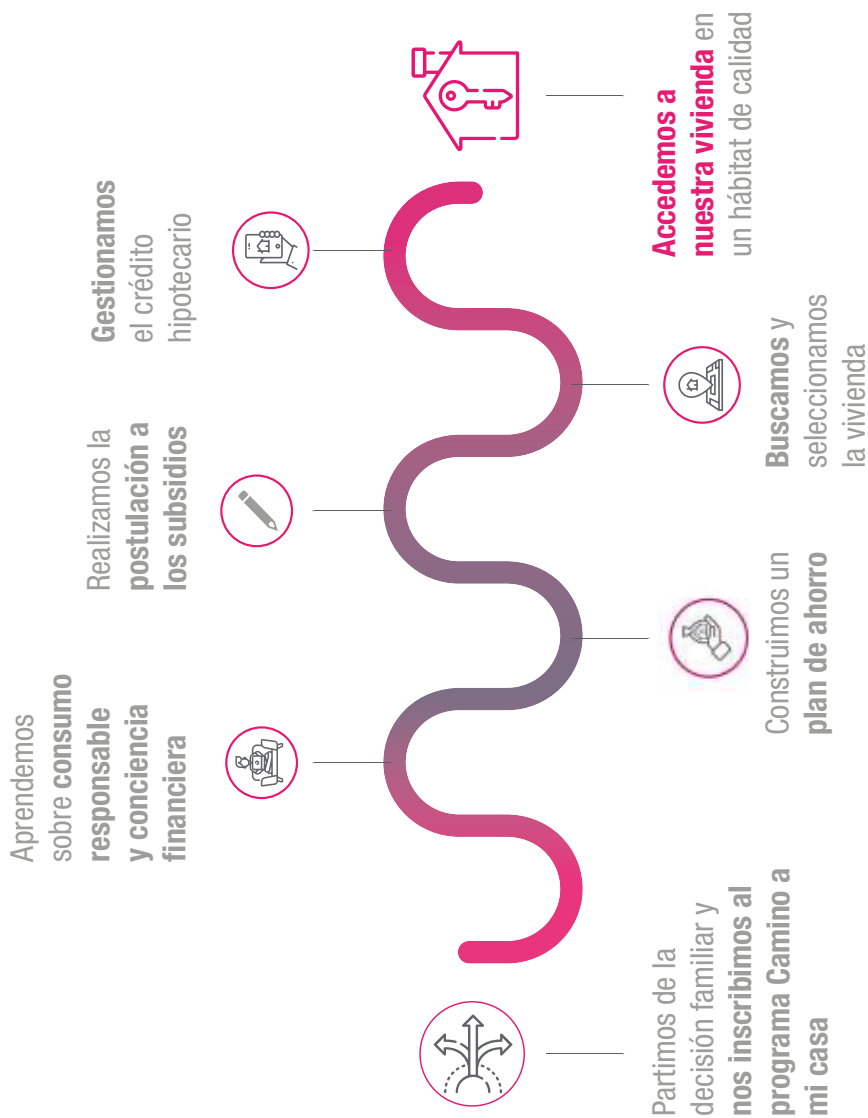 Partimos de la
decisión familiar y
nos inscribimos al
programa Camino a
mi casa
Aprendemos
sobre consumo
responsable
y conciencia
financiera
Construimos un
plan de ahorro
Realizamos la
postulación a
los subsidios
Buscamos y
seleccionamos
la vivienda
Gestionamos
el crédito
hipotecario
Accedemos a
nuestra vivienda en
un hábitat de calidad